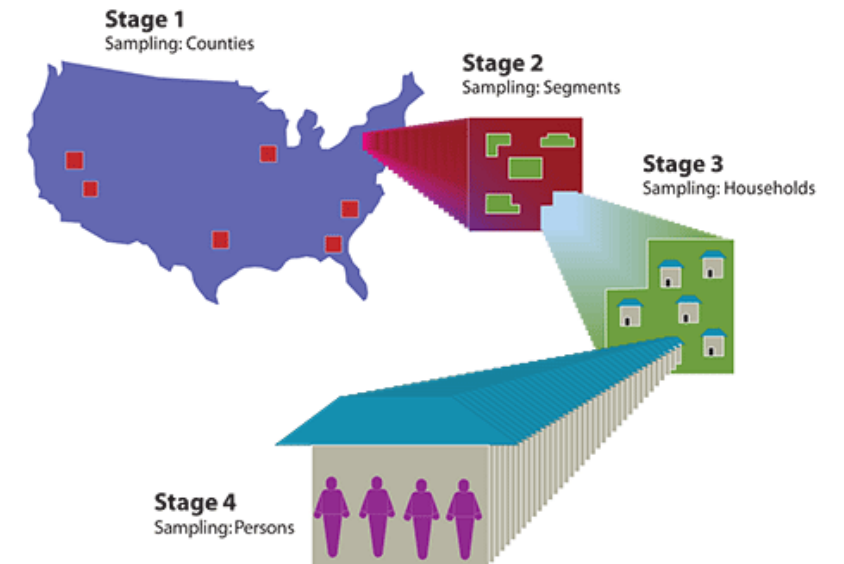 Stage 1
Sampling: Counties
Stage 2
Sampling: Segments
Stage 3
Sampling: Households
Stage 4
Sampling: Persons